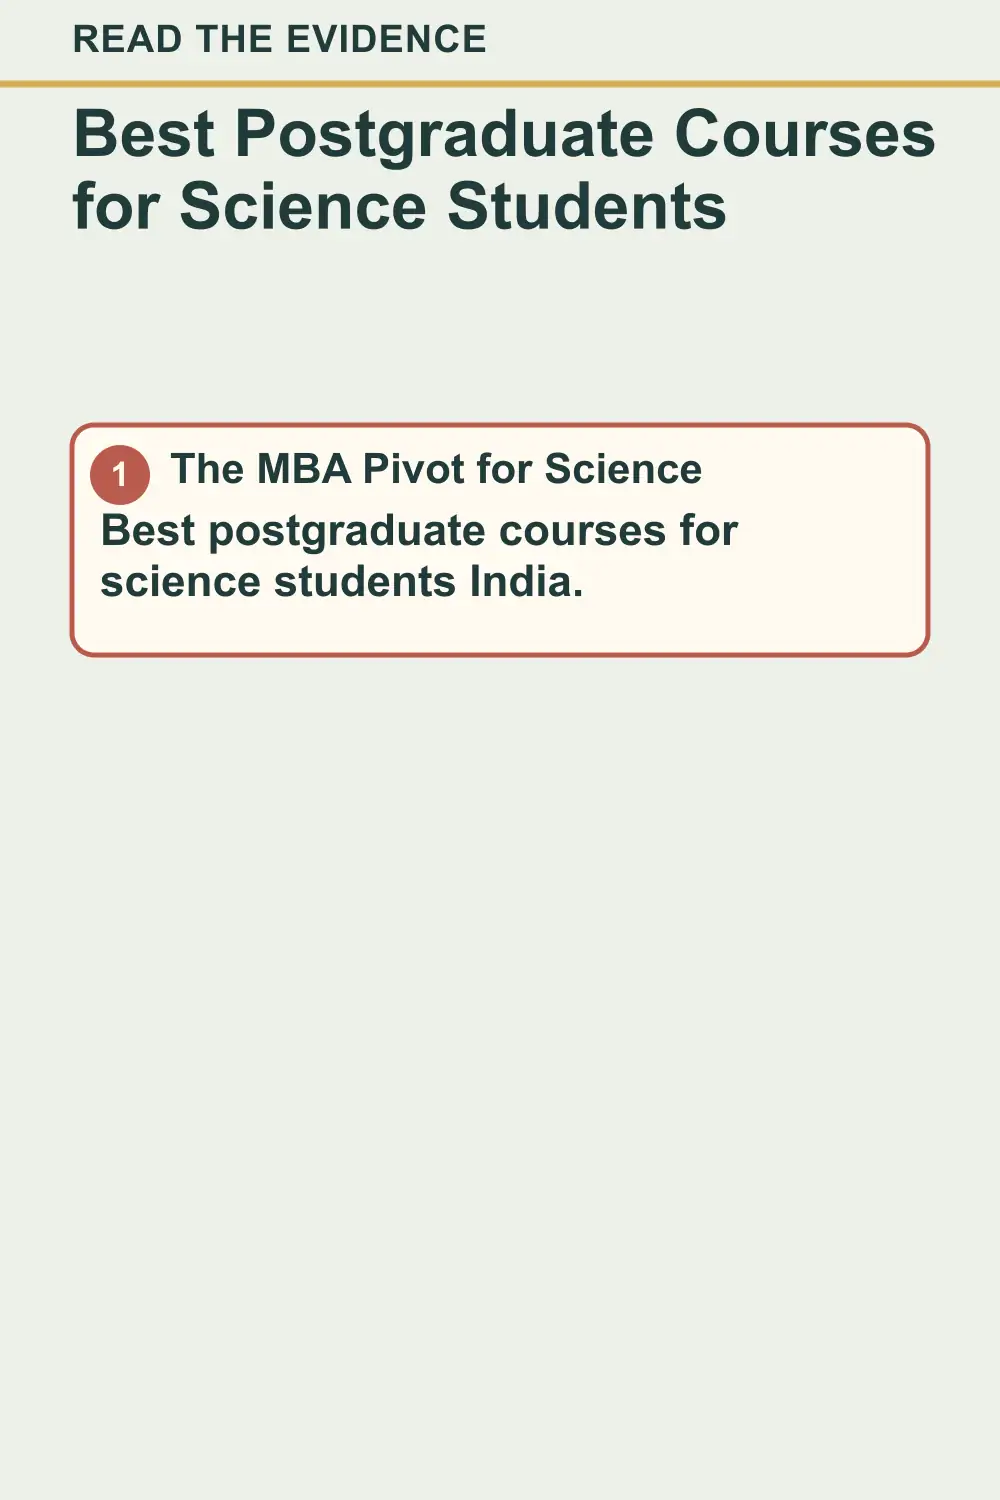 READ THE EVIDENCE
Best Postgraduate Courses
for Science Students
1 The MBA Pivot for Science
Best postgraduate courses for
science students India.